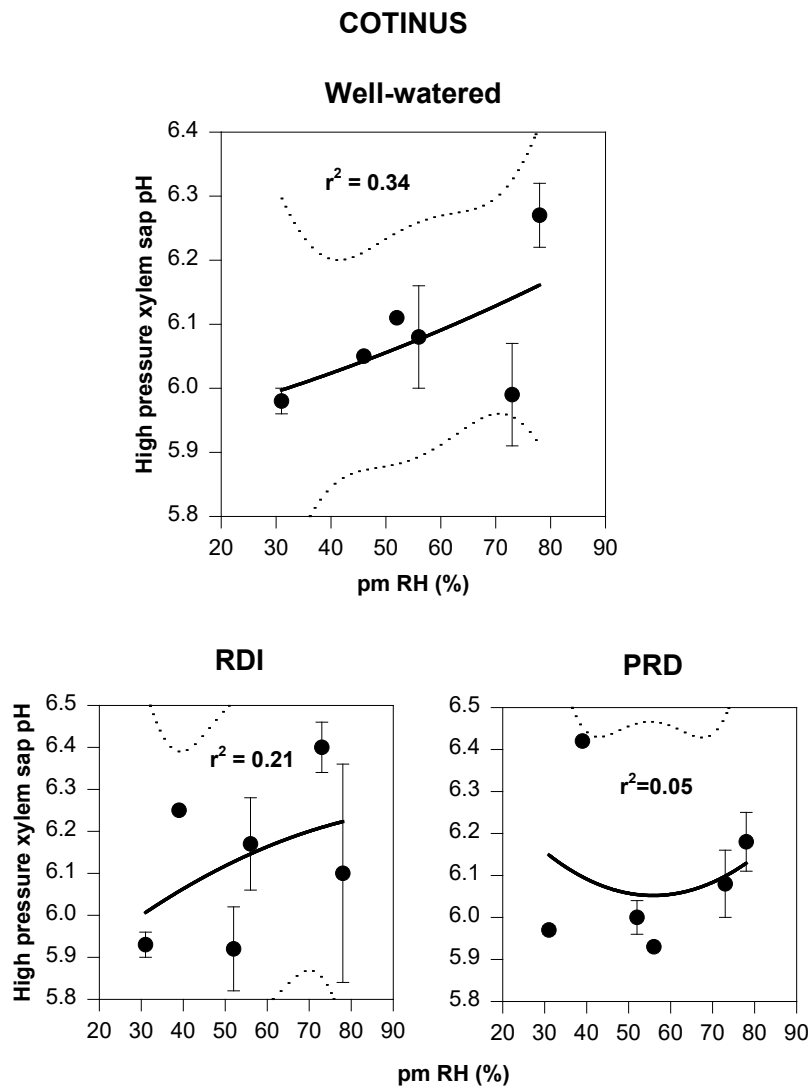 COTINUS
Well-watered
High pressure xylem sap pH
6.4
6.3
6.2
6.1
6.0
5.9
5.8
r² = 0.34
20 30 40 50 60 70 80 90
pm RH (%)
RDI
High pressure xylem sap pH
6.5
6.4
6.3
6.2
6.1
6.0
5.9
5.8
r² = 0.21
20 30 40 50 60 70 80 90
PRD
6.5
6.4
6.3
6.2
6.1
6.0
5.9
5.8
r²=0.05
20 30 40 50 60 70 80 90
pm RH (%)